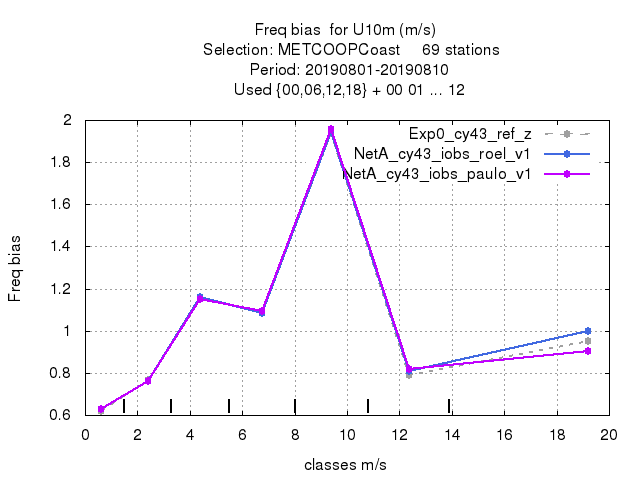 Freq bias  for U10m (m/s)
Selection: METCOOPCoast     69 stations
Period: 20190801-20190810
Used {00,06,12,18} + 00 01 ... 12
Exp0_cy43_ref_z
NetA_cy43_iobs_roel_v1
NetA_cy43_iobs_paulo_v1
Freq bias
2
1.8
1.6
1.4
1.2
1
0.8
0.6
0 2 4 6 8 10 12 14 16 18 20
classes m/s